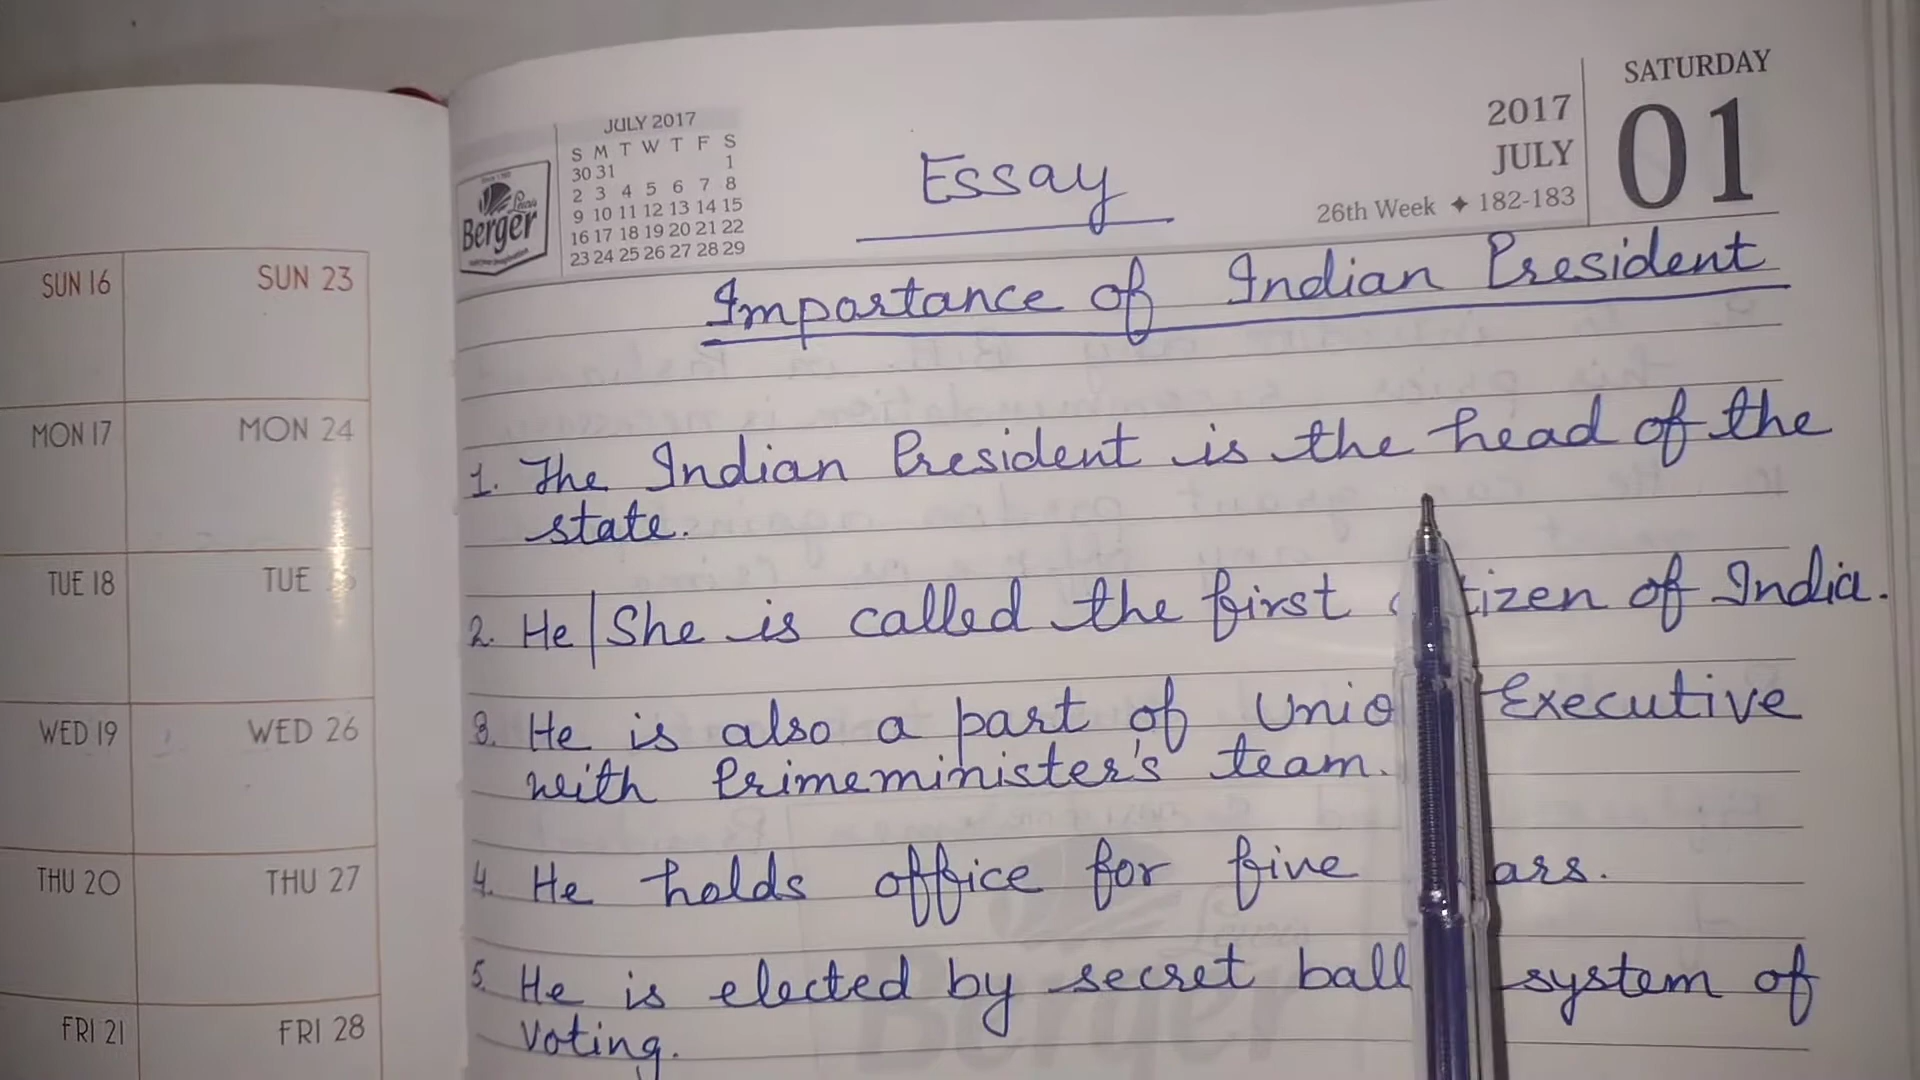 SATURDAY
01
2017
JULY
26th Week ✦ 182-183
JULY 2017
S M T W T F S
30 31 1
2 3 4 5 6 7 8
9 10 11 12 13 14 15
16 17 18 19 20 21 22
23 24 25 26 27 28 29
Berger
Essay
Importance of Indian President
1. The Indian President is the head of the
state.
2. He|She is called the first tizen of India.
3. He is also a part of Unio Executive
with Primeminister's team.
4. He holds office for five ars.
5. He is elected by secret ball system of
voting.
SUN 16 SUN 23
MON 17 MON 24
TUE 18 TUE
WED 19 WED 26
THU 20 THU 27
FRI 21 FRI 28